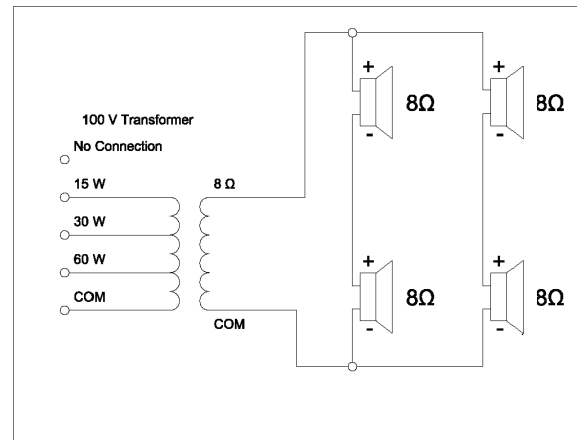 100 V Transformer
No Connection
15 W
30 W
60 W
COM
8 Ω
COM
+
-
8Ω
+
-
8Ω
+
-
8Ω
+
-
8Ω